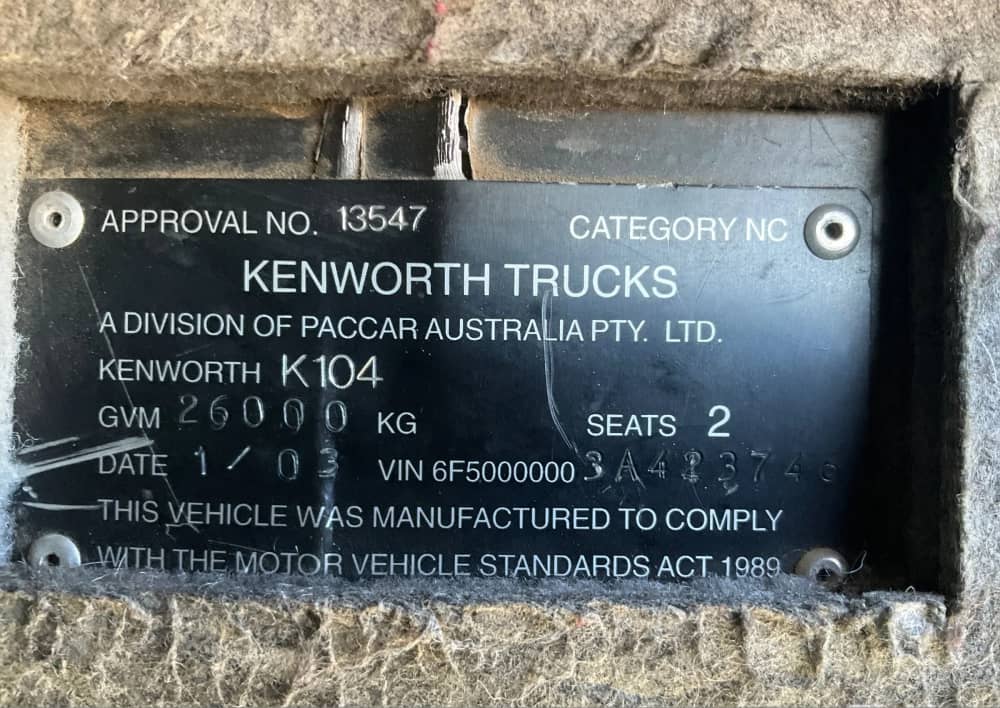 APPROVAL NO. 13547 CATEGORY NC
KENWORTH TRUCKS
A DIVISION OF PACCAR AUSTRALIA PTY. LTD.
KENWORTH K104
GVM 26000 KG SEATS 2
DATE 1/03 VIN 6F5000000
THIS VEHICLE WAS MANUFACTURED TO COMPLY
WITH THE MOTOR VEHICLE STANDARDS ACT 1989